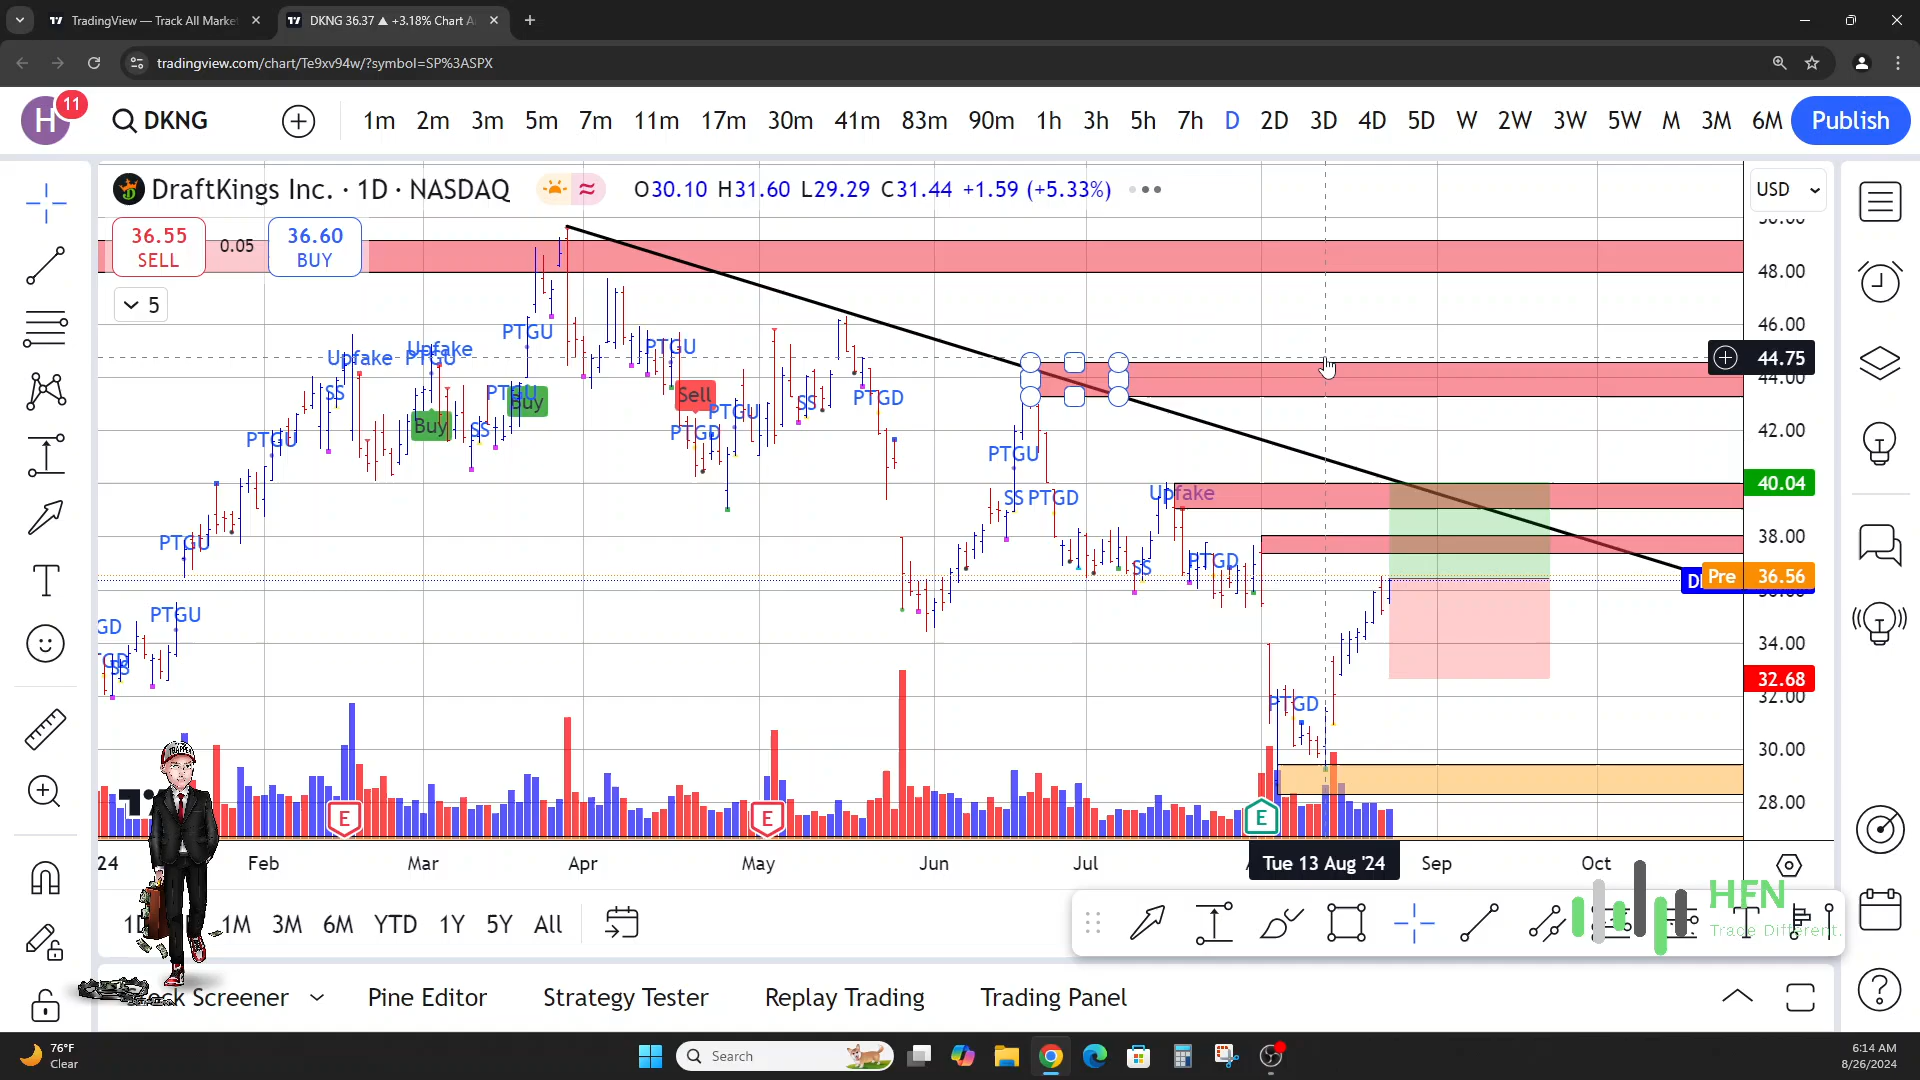 TradingView — Track All Marke
DKNG 36.37 ▲ +3.18% Chart A
tradingview.com/chart/Te9xv94w/?symbol=SP%3ASPX
H 11 DKNG 1m 2m 3m 5m 7m 11m 17m 30m 41m 83m 90m 1h 3h 5h 7h D 2D 3D 4D 5D W 2W 3W 5W M 3M 6M Publish
DraftKings Inc. · 1D · NASDAQ O30.10 H31.60 L29.29 C31.44 +1.59 (+5.33%) USD
36.55 SELL
0.05
36.60 BUY
5
48.00
46.00
44.75
44.00
42.00
40.04
38.00
Pre 36.56
36.00
34.00
32.68
32.00
30.00
28.00
PTGU
Upfake
Upfake
PTGU
PTGU
SS
PTGU
Buy
Sell
PTGU
SS
PTGD
Buy
SS
PTGD
PTGU
PTGU
SS PTGD
Upfake
PTGU
PTGD
SS
PTGU
GD
SS
PTGD
E
E
E
24 Feb Mar Apr May Jun Jul Tue 13 Aug '24 Sep Oct
1M 3M 6M YTD 1Y 5Y All
HFN
Trade Different.
TRAPPER
Screener Pine Editor Strategy Tester Replay Trading Trading Panel
76°F
Clear
Search
6:14 AM
8/26/2024